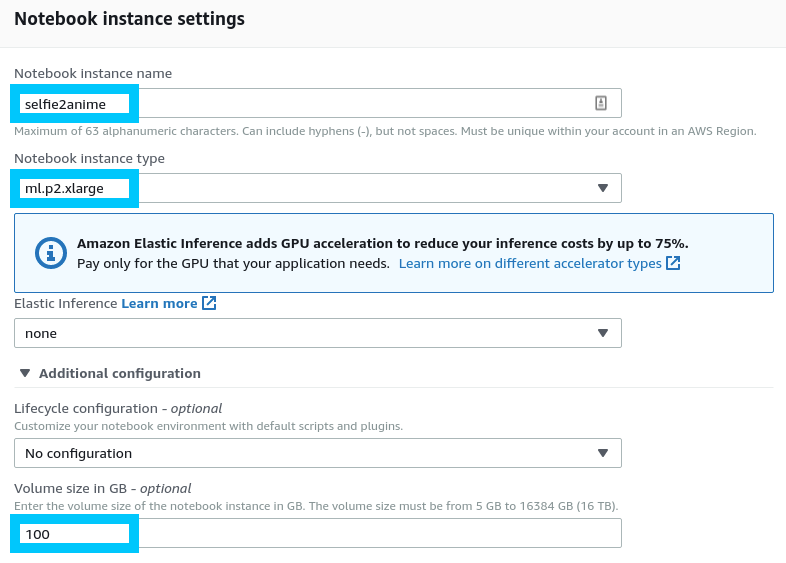 Notebook instance settings
Notebook instance name
selfie2anime
Maximum of 63 alphanumeric characters. Can include hyphens (-), but not spaces. Must be unique within your account in an AWS Region.
Notebook instance type
ml.p2.xlarge
Amazon Elastic Inference adds GPU acceleration to reduce your inference costs by up to 75%.
Pay only for the GPU that your application needs. Learn more on different accelerator types
Elastic Inference Learn more
none
Additional configuration
Lifecycle configuration - optional
Customize your notebook environment with default scripts and plugins.
No configuration
Volume size in GB - optional
Enter the volume size of the notebook instance in GB. The volume size must be from 5 GB to 16384 GB (16 TB).
100